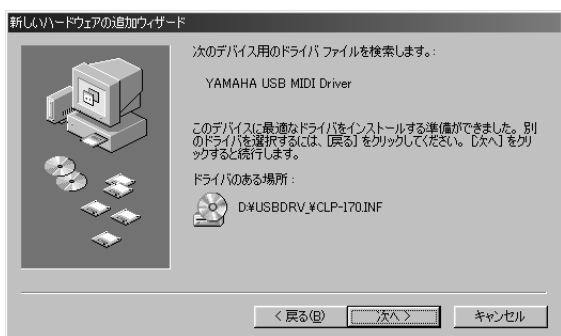 新しいハードウェアの追加ウィザード
次のデバイス用のドライバ ファイルを検索します。:
YAMAHA USB MIDI Driver
このデバイスに最適なドライバをインストールする準備ができました。別
のドライバを選択するには、[戻る] をクリックしてください。[次へ] をクリ
ックすると続行します。
ドライバのある場所:
D:¥USBDRV_¥CLP-170.INF
< 戻る(B)
次へ >
キャンセル